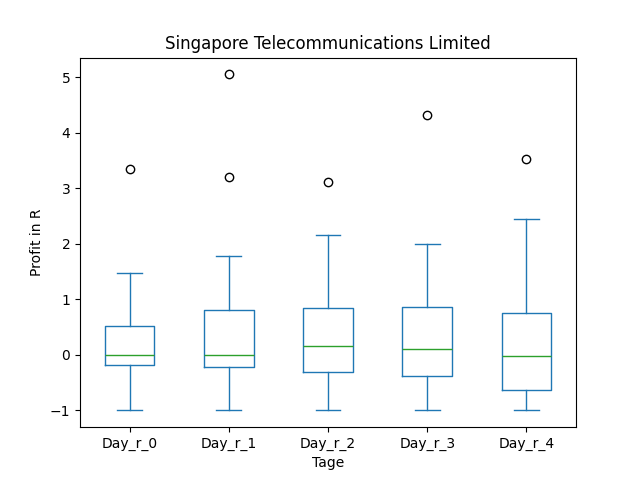 Singapore Telecommunications Limited
Profit in R
5
4
3
2
1
0
−1
Day_r_0 Day_r_1 Day_r_2 Day_r_3 Day_r_4
Tage